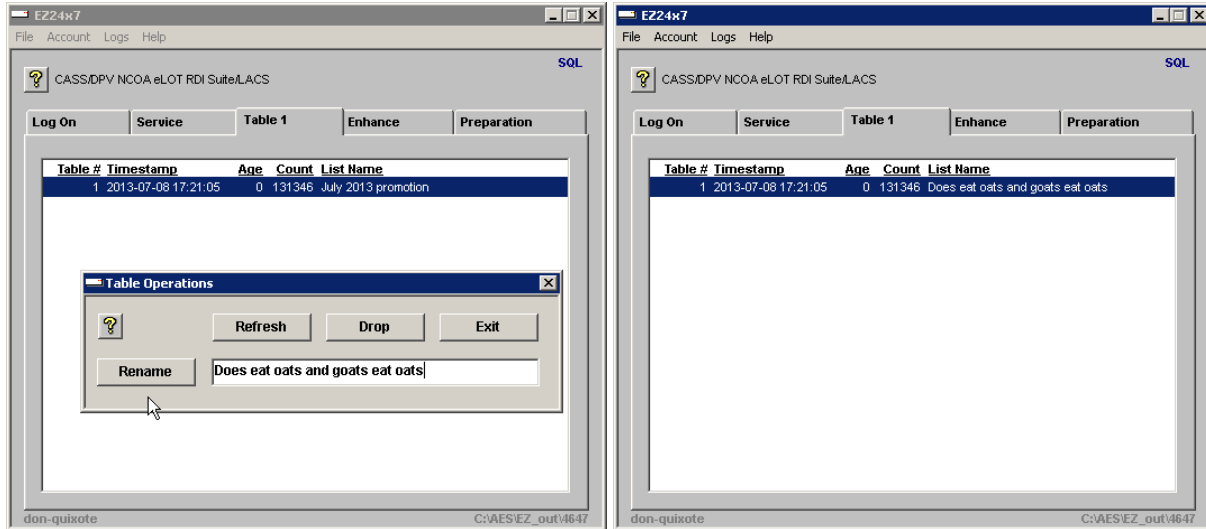 EZ24x7
File Account Logs Help
SQL
? CASS/DPV NCOA eLOT RDI Suite/LACS
Log On Service Table 1 Enhance Preparation
Table # Timestamp Age Count List Name
1 2013-07-08 17:21:05 0 131346 July 2013 promotion
Table Operations
? Refresh Drop Exit
Rename Does eat oats and goats eat oats
don-quixote C:\AES\EZ_out\4647
EZ24x7
File Account Logs Help
SQL
? CASS/DPV NCOA eLOT RDI Suite/LACS
Log On Service Table 1 Enhance Preparation
Table # Timestamp Age Count List Name
1 2013-07-08 17:21:05 0 131346 Does eat oats and goats eat oats
don-quixote C:\AES\EZ_out\4647